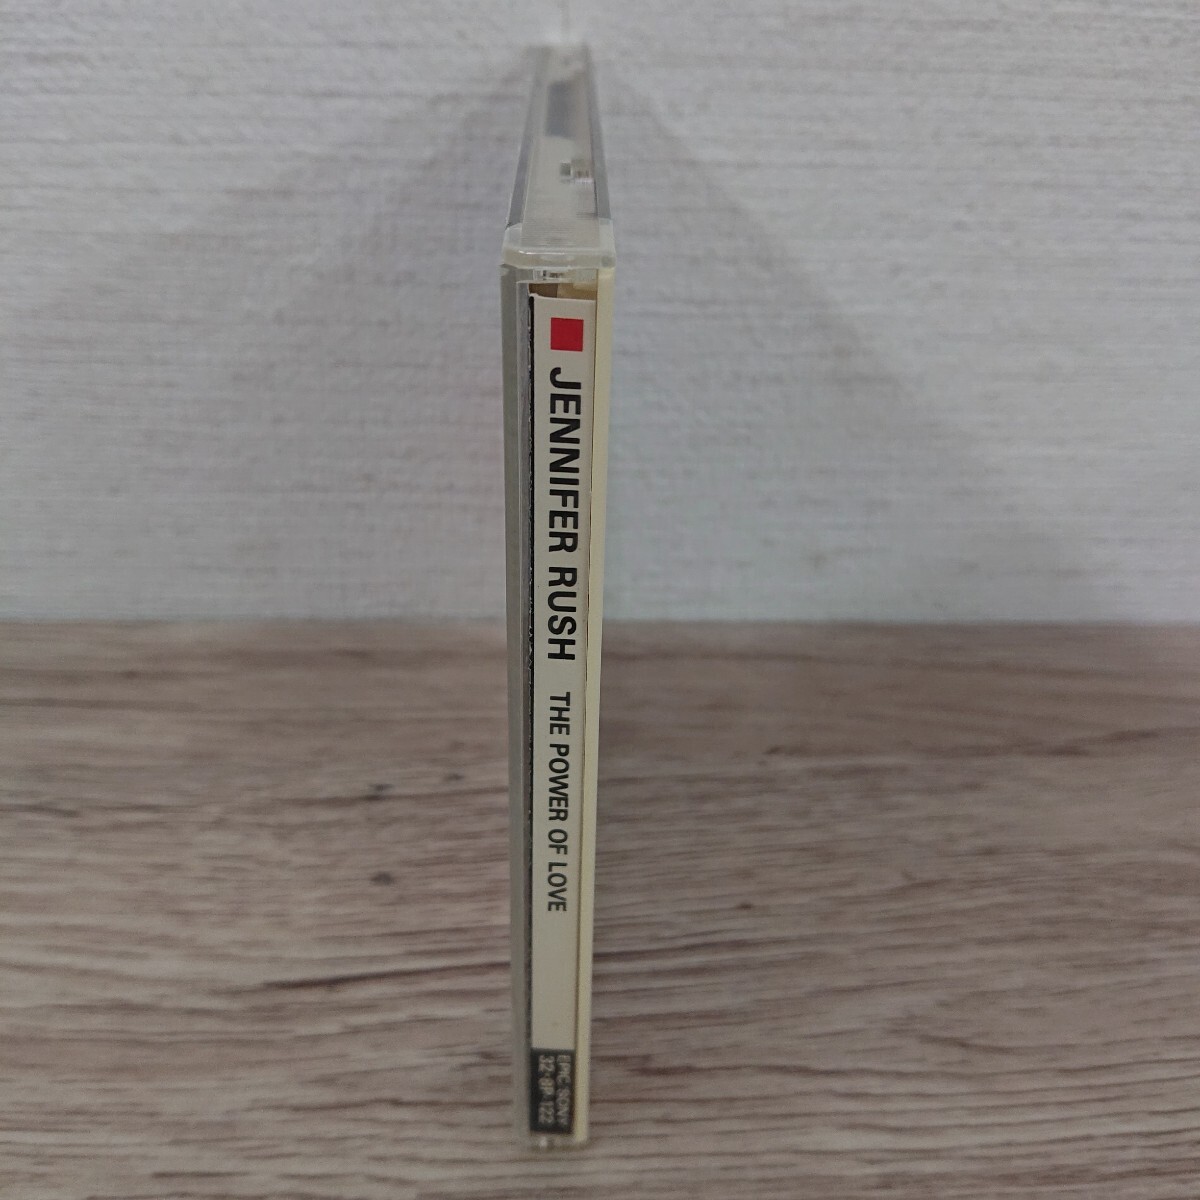 JENNIFER RUSH THE POWER OF LOVE
EPIC/SONY
32・8P-122